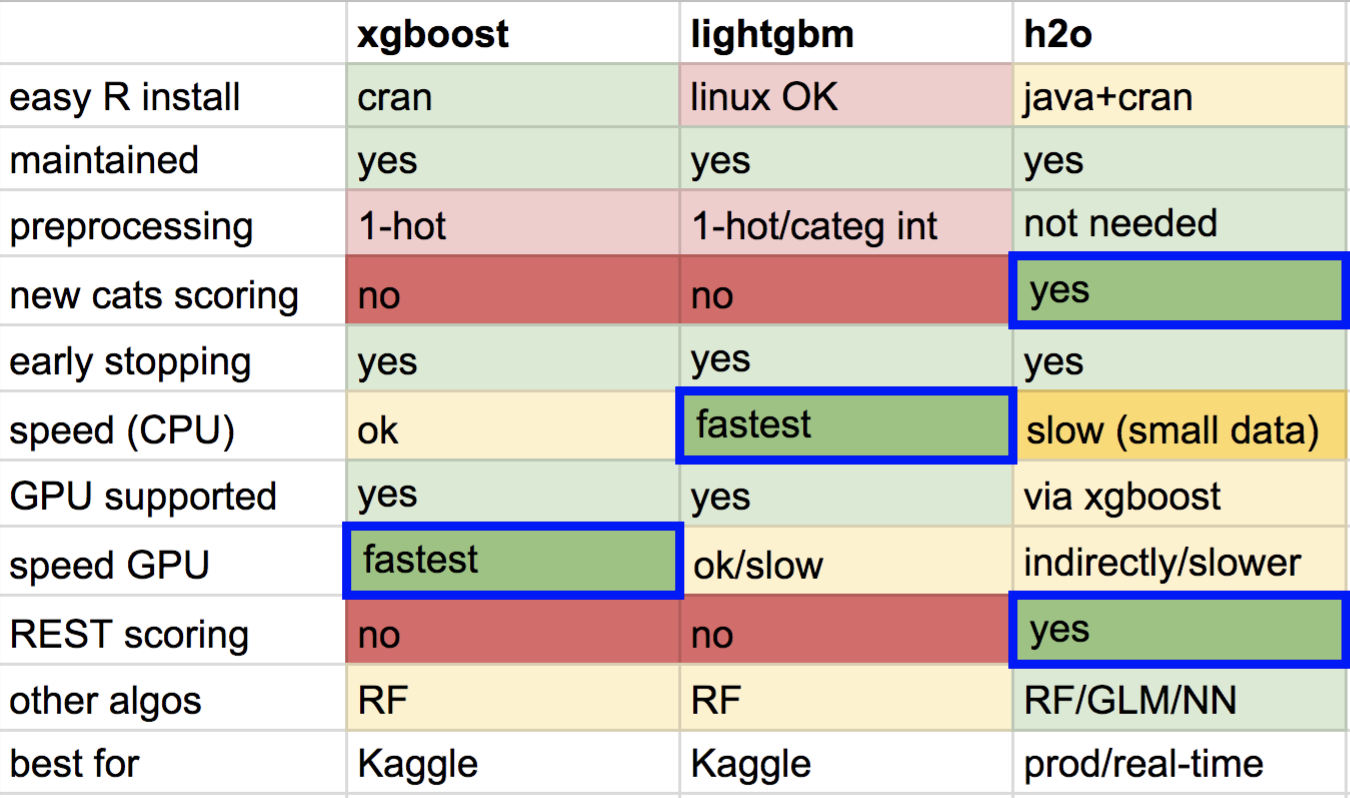 xgboost lightgbm h2o
easy R install cran linux OK java+cran
maintained yes yes yes
preprocessing 1-hot 1-hot/categ int not needed
new cats scoring no no yes
early stopping yes yes yes
speed (CPU) ok fastest slow (small data)
GPU supported yes yes via xgboost
speed GPU fastest ok/slow indirectly/slower
REST scoring no no yes
other algos RF RF RF/GLM/NN
best for Kaggle Kaggle prod/real-time